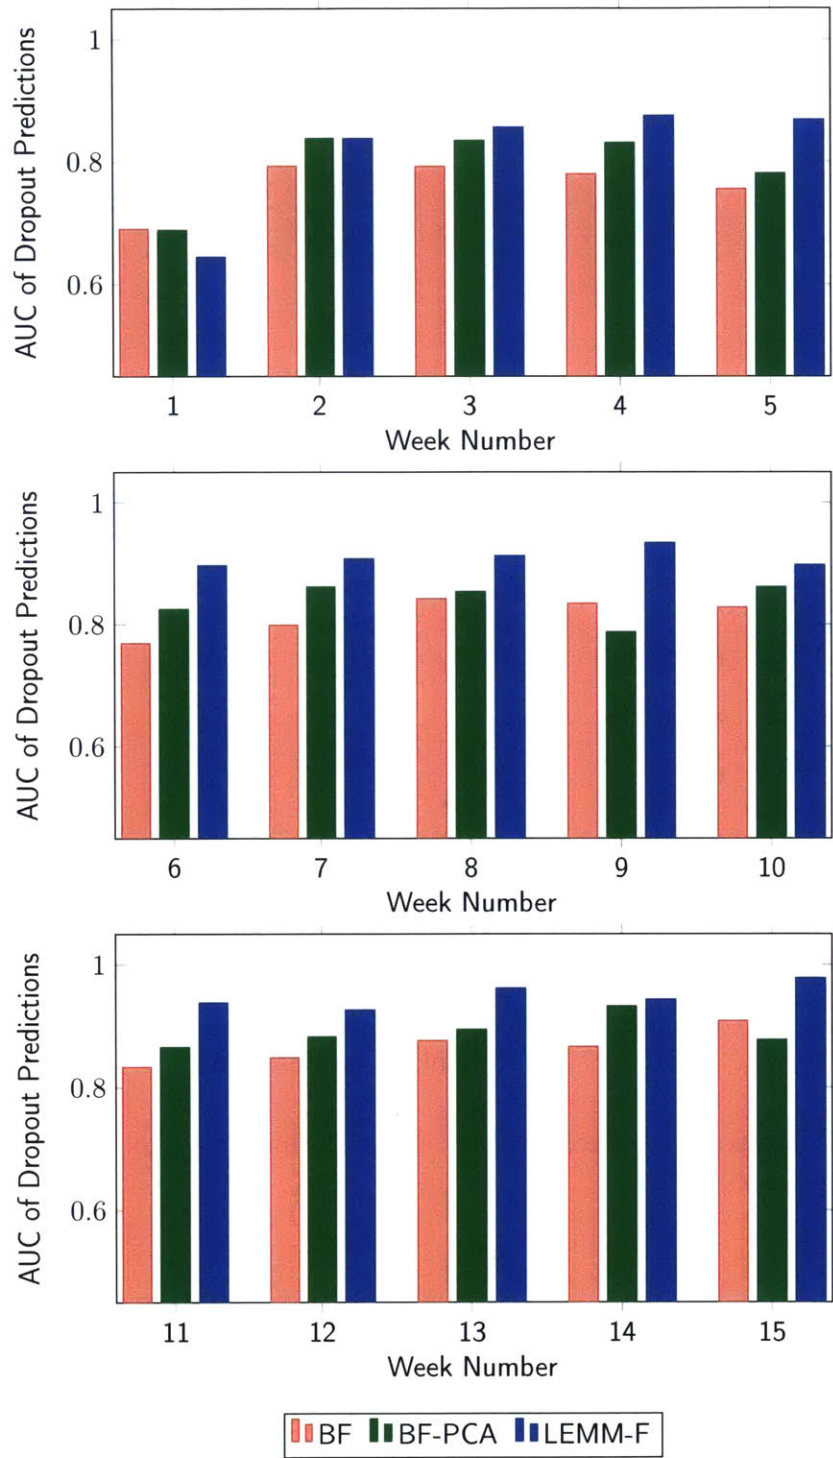 AUC of Dropout Predictions
1
0.8
0.6
1 2 3 4 5
Week Number
AUC of Dropout Predictions
1
0.8
0.6
6 7 8 9 10
Week Number
AUC of Dropout Predictions
1
0.8
0.6
11 12 13 14 15
Week Number
BF BF-PCA LEMM-F